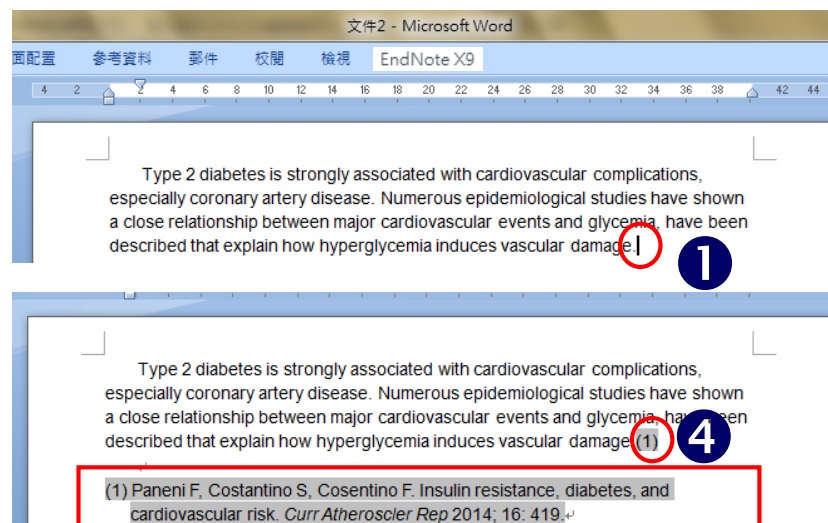 文件2 - Microsoft Word
面配置 參考資料 郵件 校閱 檢視 EndNote X9
4 2 2 4 6 8 10 12 14 16 18 20 22 24 26 28 30 32 34 36 38 42 44
Type 2 diabetes is strongly associated with cardiovascular complications,
especially coronary artery disease. Numerous epidemiological studies have shown
a close relationship between major cardiovascular events and glycemia, have been
described that explain how hyperglycemia induces vascular damage.
1
Type 2 diabetes is strongly associated with cardiovascular complications,
especially coronary artery disease. Numerous epidemiological studies have shown
a close relationship between major cardiovascular events and glycemia, have been
described that explain how hyperglycemia induces vascular damage.(1)
4
(1) Paneni F, Costantino S, Cosentino F. Insulin resistance, diabetes, and
cardiovascular risk. Curr Atheroscler Rep 2014; 16: 419.